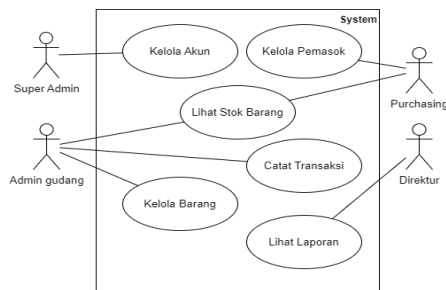 System
Kelola Akun
Kelola Pemasok
Super Admin
Purchasing
Lihat Stok Barang
Admin gudang
Catat Transaksi
Direktur
Kelola Barang
Lihat Laporan